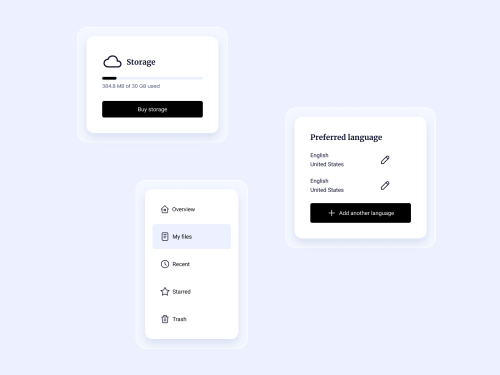 Storage
384.8 MB of 30 GB used
Buy storage
Preferred language
English
United States
English
United States
Add another language
Overview
My files
Recent
Starred
Trash